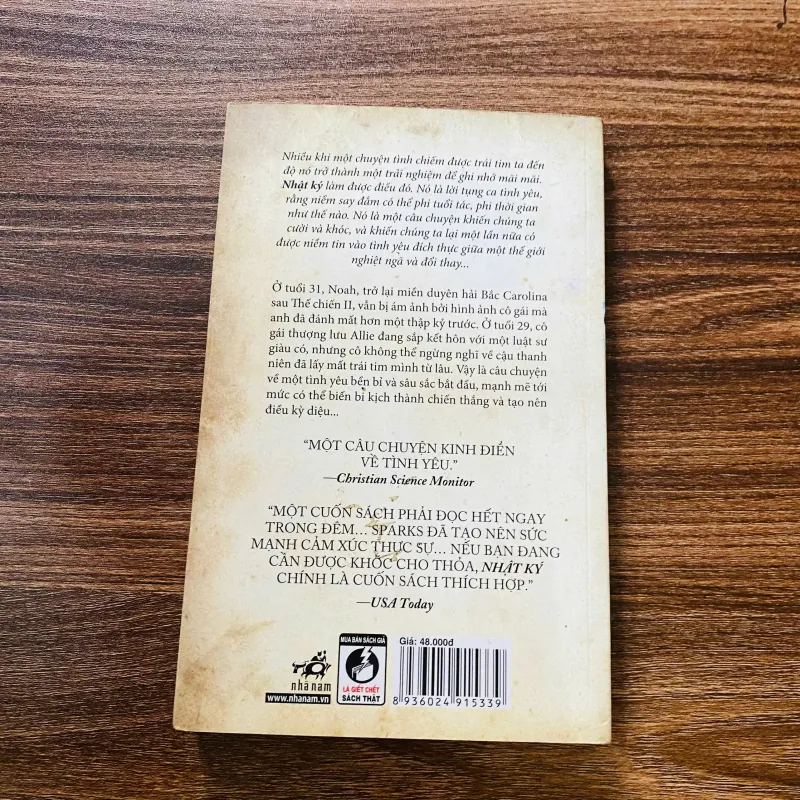 Nhiều khi một chuyện tình chiếm được trái tim ta đến
độ nó trở thành một trải nghiệm để ghi nhớ mãi mãi.
Nhật ký làm được điều đó. Nó là lời tụng ca tình yêu,
rằng niềm say đắm có thể phi tuổi tác, phi thời gian
như thế nào. Nó là một câu chuyện khiến chúng ta
cười và khóc, và khiến chúng ta lại một lần nữa có
được niềm tin vào tình yêu đích thực giữa một thế giới
nghiệt ngã và đổi thay...
Ở tuổi 31, Noah, trở lại miền duyên hải Bắc Carolina
sau Thế chiến II, vẫn bị ám ảnh bởi hình ảnh cô gái mà
anh đã đánh mất hơn một thập kỷ trước. Ở tuổi 29, cô
gái thượng lưu Allie đang sắp kết hôn với một luật sư
giàu có, nhưng cô không thể ngừng nghĩ về cậu thanh
niên đã lấy mất trái tim mình từ lâu. Vậy là câu chuyện
về một tình yêu bền bỉ và sâu sắc bắt đầu, mạnh mẽ tới
mức có thể biến bi kịch thành chiến thắng và tạo nên
điều kỳ diệu...
“MỘT CÂU CHUYỆN KINH ĐIỂN
VỀ TÌNH YÊU.”
—Christian Science Monitor
“MỘT CUỐN SÁCH PHẢI ĐỌC HẾT NGAY
TRONG ĐÊM... SPARKS ĐÃ TẠO NÊN SỨC
MẠNH CẢM XÚC THỰC SỰ... NẾU BẠN ĐANG
CẦN ĐƯỢC KHÓC CHO THỎA, NHẬT KÝ
CHÍNH LÀ CUỐN SÁCH THÍCH HỢP.”
—USA Today
nhã nam
www.nhanam.vn
MUA BÁN SÁCH GIẢ
LÀ GIẾT CHẾT
SÁCH THẬT
Giá: 48.000đ
8 936024 915339